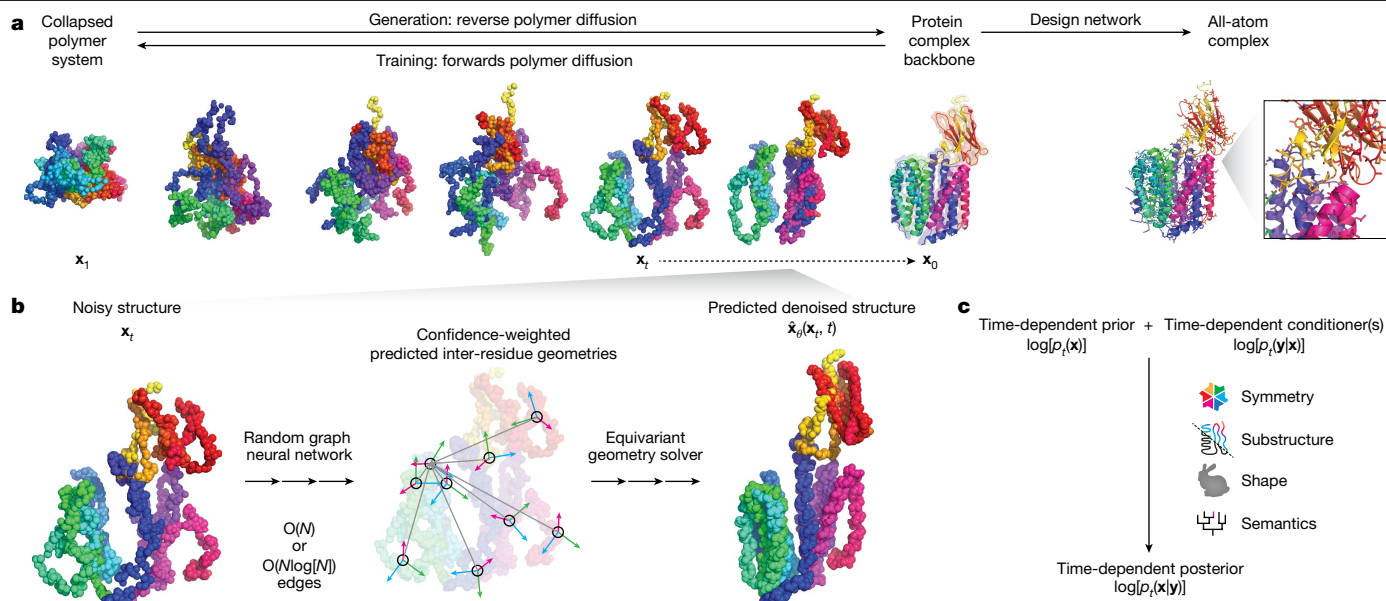 a
Collapsed
polymer
system
Generation: reverse polymer diffusion
Training: forwards polymer diffusion
Protein
complex
backbone
Design network
All-atom
complex
x₁
xₜ
x₀
b
Noisy structure
xₜ
Random graph
neural network
O(N)
or
O(Nlog[N])
edges
Confidence-weighted
predicted inter-residue geometries
Equivariant
geometry solver
Predicted denoised structure
x̂θ(xₜ, t)
c
Time-dependent prior + Time-dependent conditioner(s)
log[pₜ(x)] log[pₜ(y|x)]
Symmetry
Substructure
Shape
Semantics
Time-dependent posterior
log[pₜ(x|y)]